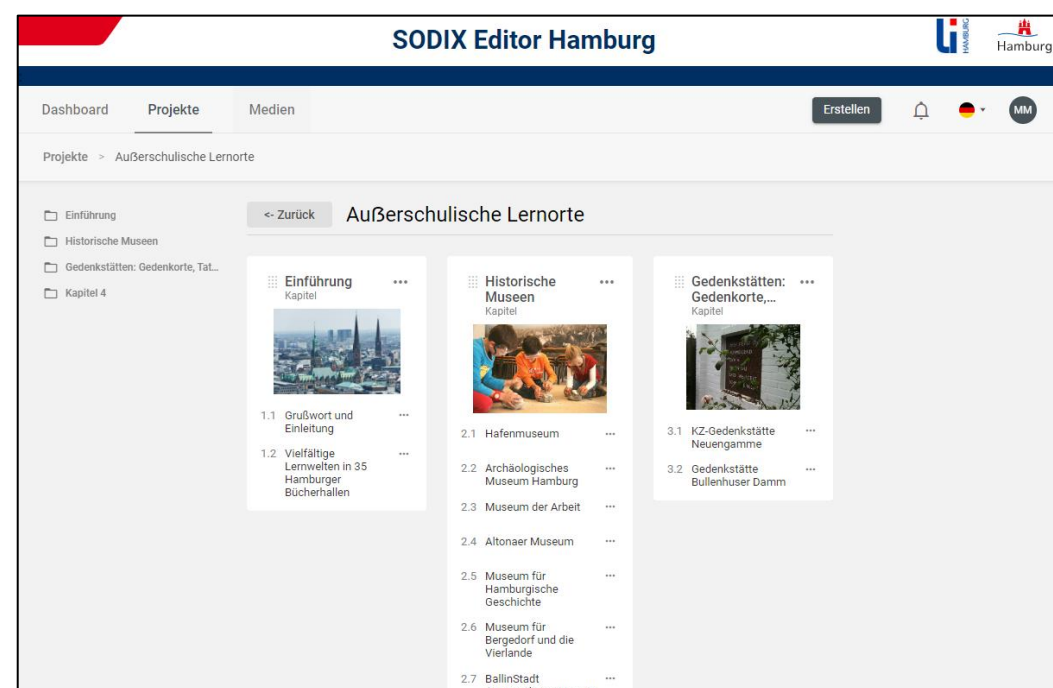 SODIX Editor Hamburg
HAMBURG
Hamburg
Dashboard Projekte Medien
Erstellen
MM
Projekte > Außerschulische Lernorte
Einführung
Historische Museen
Gedenkstätten: Gedenkorte, Tat...
Kapitel 4
<- Zurück Außerschulische Lernorte
Einführung
Kapitel
1.1 Grußwort und
Einleitung
1.2 Vielfältige
Lernwelten in 35
Hamburger
Bücherhallen
Historische
Museen
Kapitel
2.1 Hafenmuseum
2.2 Archäologisches
Museum Hamburg
2.3 Museum der Arbeit
2.4 Altonaer Museum
2.5 Museum für
Hamburgische
Geschichte
2.6 Museum für
Bergedorf und die
Vierlande
2.7 BallinStadt
Gedenkstätten:
Gedenkorte,...
Kapitel
3.1 KZ-Gedenkstätte
Neuengamme
3.2 Gedenkstätte
Bullenhuser Damm